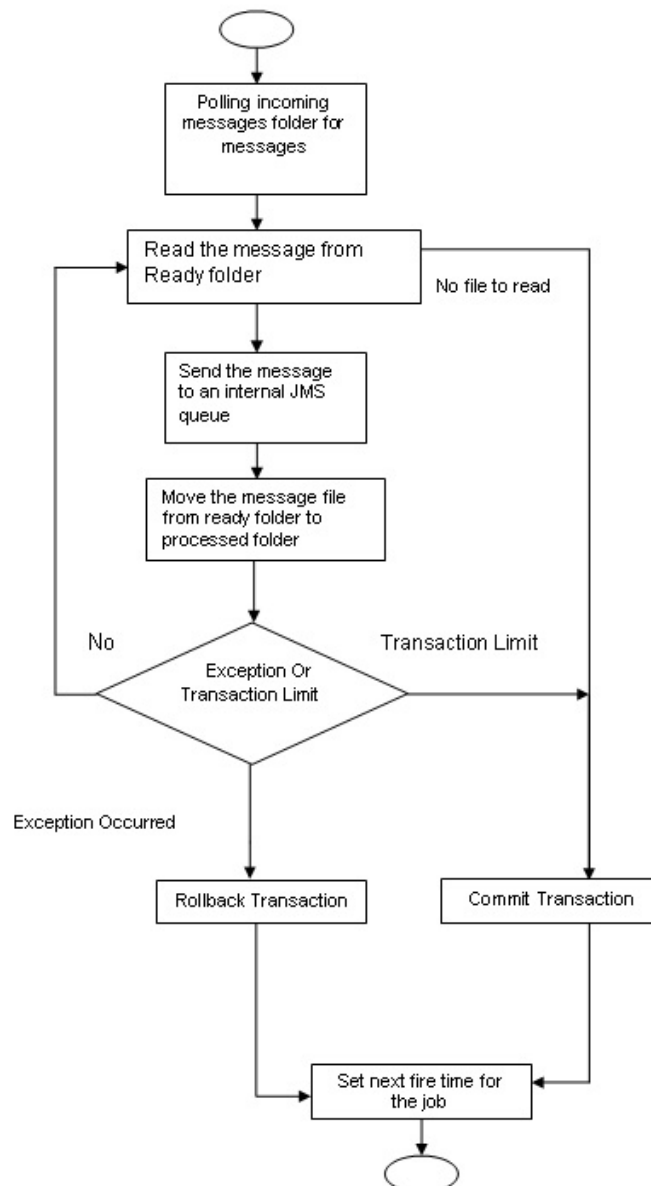 Polling incoming
messages folder for
messages
Read the message from
Ready folder
No file to read
Send the message
to an internal JMS
queue
Move the message file
from ready folder to
processed folder
No
Transaction Limit
Exception Or
Transaction Limit
Exception Occurred
Rollback Transaction
Commit Transaction
Set next fire time for
the job